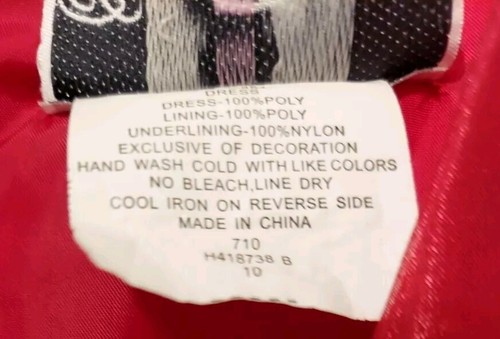 DRESS
DRESS-100%POLY
LINING-100%POLY
UNDERLINING-100%NYLON
EXCLUSIVE OF DECORATION
HAND WASH COLD WITH LIKE COLORS
NO BLEACH,LINE DRY
COOL IRON ON REVERSE SIDE
MADE IN CHINA
710
H418738 B
10